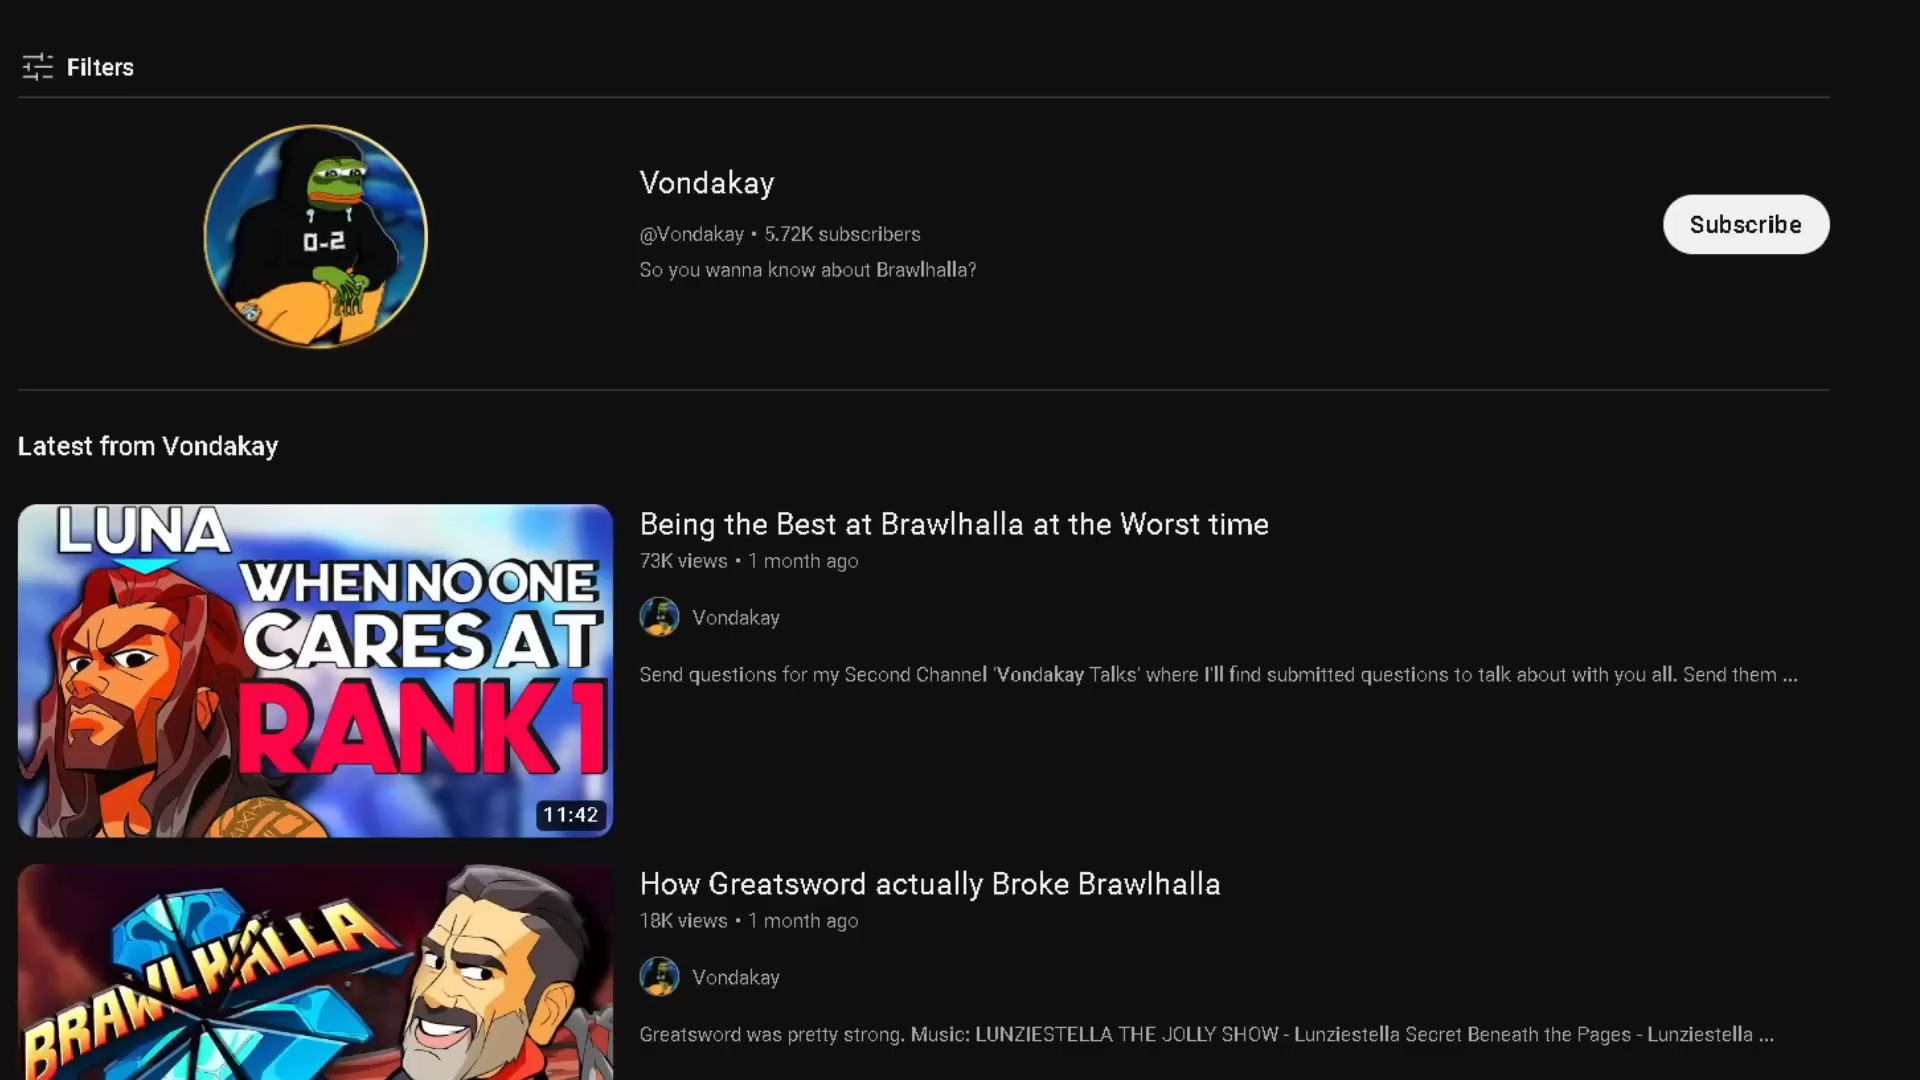 Filters
0-2
Vondakay
@Vondakay • 5.72K subscribers
So you wanna know about Brawlhalla?
Subscribe
Latest from Vondakay
LUNA
WHEN NO ONE
CARES AT
RANK 1
11:42
Being the Best at Brawlhalla at the Worst time
73K views • 1 month ago
Vondakay
Send questions for my Second Channel 'Vondakay Talks' where I'll find submitted questions to talk about with you all. Send them ...
BRAWLHALLA
How Greatsword actually Broke Brawlhalla
18K views • 1 month ago
Vondakay
Greatsword was pretty strong. Music: LUNZIESTELLA THE JOLLY SHOW - Lunziestella Secret Beneath the Pages - Lunziestella ...